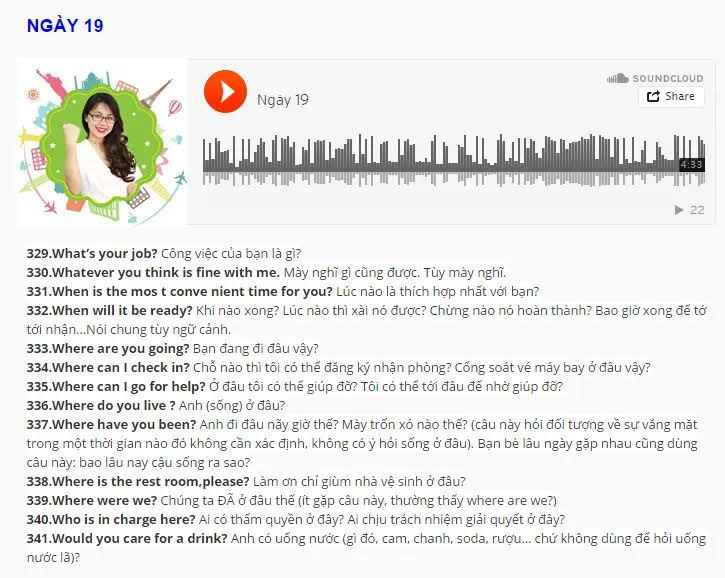 NGÀY 19
SOUNDCLOUD
Share
Ngày 19
4:33
22
329.What's your job? Công việc của bạn là gì?
330.Whatever you think is fine with me. Mày nghĩ gì cũng được. Tùy mày nghĩ.
331.When is the mos t conve nient time for you? Lúc nào là thích hợp nhất với bạn?
332.When will it be ready? Khi nào xong? Lúc nào thì xài nó được? Chừng nào nó hoàn thành? Bao giờ xong để tớ
tới nhận...Nói chung tùy ngữ cảnh.
333.Where are you going? Bạn đang đi đâu vậy?
334.Where can I check in? Chỗ nào thì tôi có thể đăng ký nhận phòng? Cổng soát vé máy bay ở đâu vậy?
335.Where can I go for help? Ở đâu tôi có thể giúp đỡ? Tôi có thể tới đâu để nhờ giúp đỡ?
336.Where do you live ? Anh (sống) ở đâu?
337.Where have you been? Anh đi đâu nãy giờ thế? Mày trốn xó nào thế? (câu này hỏi đối tượng về sự vắng mặt
trong một thời gian nào đó không cần xác định, không có ý hỏi sống ở đâu). Bạn bè lâu ngày gặp nhau cũng dùng
câu này: bao lâu nay cậu sống ra sao?
338.Where is the rest room,please? Làm ơn chỉ giùm nhà vệ sinh ở đâu?
339.Where were we? Chúng ta ĐÃ ở đâu thế (ít gặp câu này, thường thấy where are we?)
340.Who is in charge here? Ai có thẩm quyền ở đây? Ai chịu trách nhiệm giải quyết ở đây?
341.Would you care for a drink? Anh có uống nước (gì đó, cam, chanh, soda, rượu... chứ không dùng để hỏi uống
nước lã)?